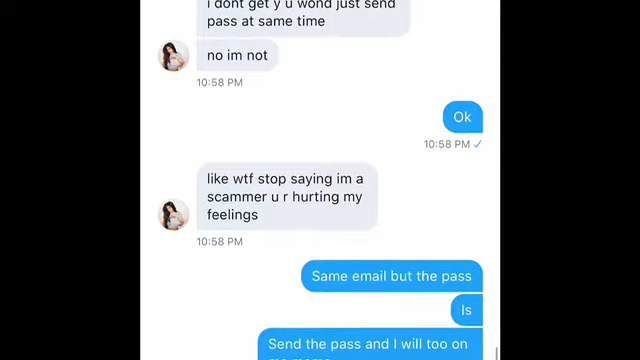 i dont get y u wond just send
pass at same time
no im not
10:58 PM
Ok
10:58 PM ✓
like wtf stop saying im a
scammer u r hurting my
feelings
10:58 PM
Same email but the pass
Is
Send the pass and I will too on